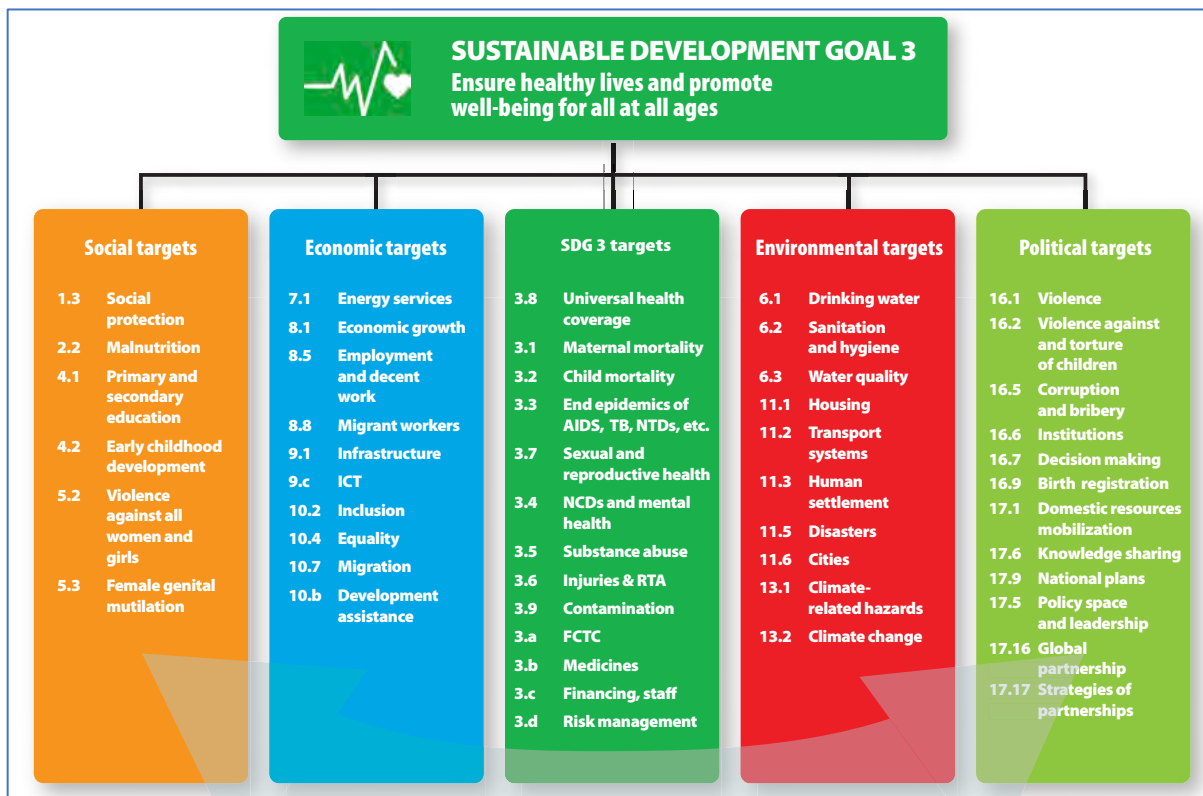 SUSTAINABLE DEVELOPMENT GOAL 3
Ensure healthy lives and promote
well-being for all at all ages
Social targets
1.3 Social
protection
2.2 Malnutrition
4.1 Primary and
secondary
education
4.2 Early childhood
development
5.2 Violence
against all
women and
girls
5.3 Female genital
mutilation
Economic targets
7.1 Energy services
8.1 Economic growth
8.5 Employment
and decent
work
8.8 Migrant workers
9.1 Infrastructure
9.c ICT
10.2 Inclusion
10.4 Equality
10.7 Migration
10.b Development
assistance
SDG 3 targets
3.8 Universal health
coverage
3.1 Maternal mortality
3.2 Child mortality
3.3 End epidemics of
AIDS, TB, NTDs, etc.
3.7 Sexual and
reproductive health
3.4 NCDs and mental
health
3.5 Substance abuse
3.6 Injuries & RTA
3.9 Contamination
3.a FCTC
3.b Medicines
3.c Financing, staff
3.d Risk management
Environmental targets
6.1 Drinking water
6.2 Sanitation
and hygiene
6.3 Water quality
11.1 Housing
11.2 Transport
systems
11.3 Human
settlement
11.5 Disasters
11.6 Cities
13.1 Climate-
related hazards
13.2 Climate change
Political targets
16.1 Violence
16.2 Violence against
and torture
of children
16.5 Corruption
and bribery
16.6 Institutions
16.7 Decision making
16.9 Birth registration
17.1 Domestic resources
mobilization
17.6 Knowledge sharing
17.9 National plans
17.5 Policy space
and leadership
17.16 Global
partnership
17.17 Strategies of
partnerships